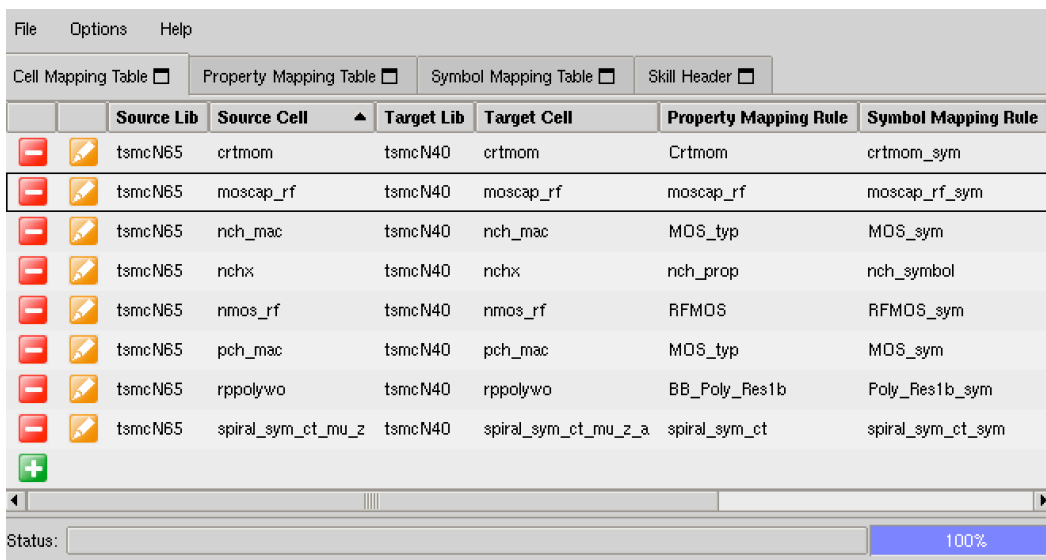 File Options Help
Cell Mapping Table Property Mapping Table Symbol Mapping Table Skill Header
Source Lib Source Cell Target Lib Target Cell Property Mapping Rule Symbol Mapping Rule
tsmcN65 crtmom tsmcN40 crtmom Crtmom crtmom_sym
tsmcN65 moscap_rf tsmcN40 moscap_rf moscap_rf moscap_rf_sym
tsmcN65 nch_mac tsmcN40 nch_mac MOS_typ MOS_sym
tsmcN65 nchx tsmcN40 nchx nch_prop nch_symbol
tsmcN65 nmos_rf tsmcN40 nmos_rf RFMOS RFMOS_sym
tsmcN65 pch_mac tsmcN40 pch_mac MOS_typ MOS_sym
tsmcN65 rppolywo tsmcN40 rppolywo BB_Poly_Res1b Poly_Res1b_sym
tsmcN65 spiral_sym_ct_mu_z tsmcN40 spiral_sym_ct_mu_z_a spiral_sym_ct spiral_sym_ct_sym
Status: 100%